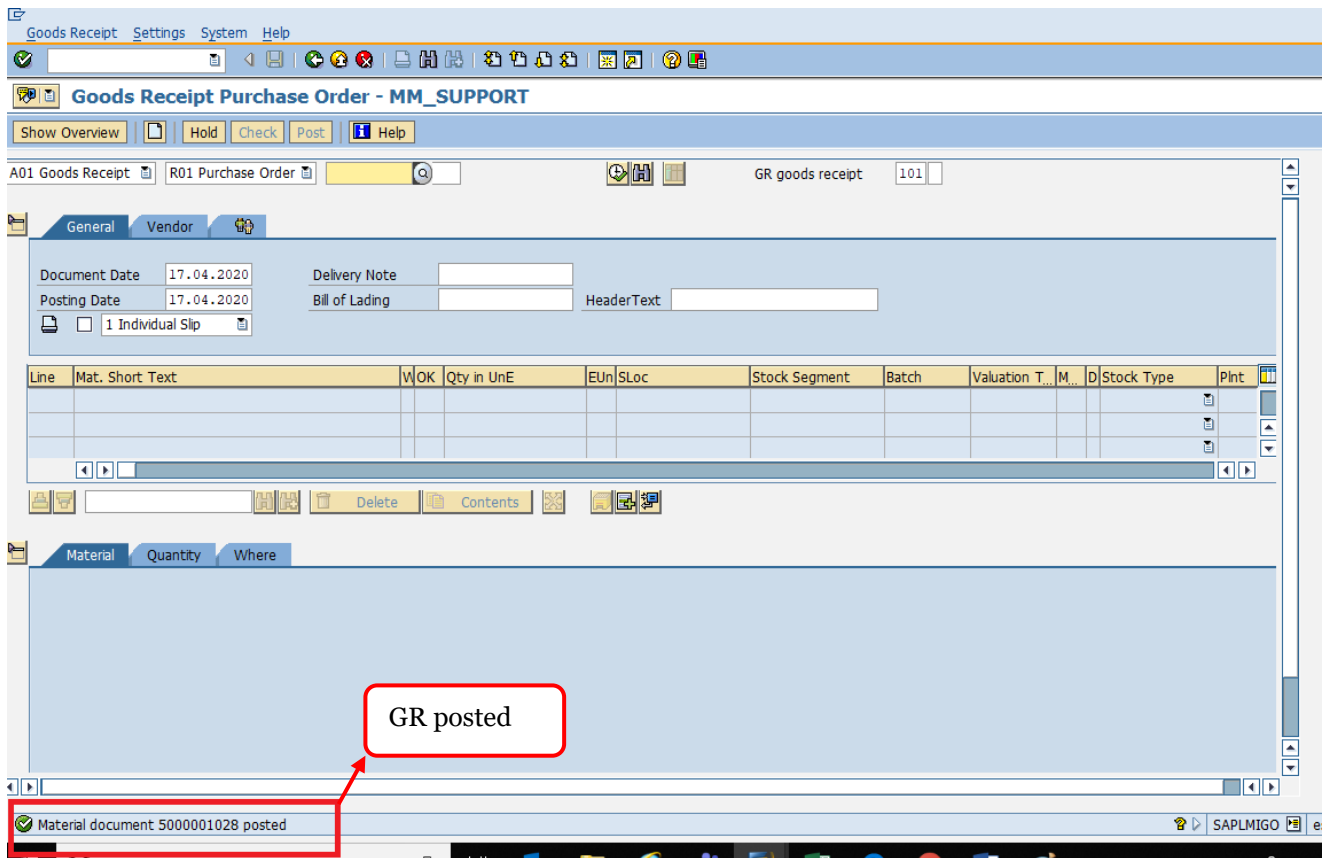 Goods Receipt Settings System Help
Goods Receipt Purchase Order - MM_SUPPORT
Show Overview Hold Check Post Help
A01 Goods Receipt R01 Purchase Order GR goods receipt 101
General Vendor
Document Date 17.04.2020 Delivery Note
Posting Date 17.04.2020 Bill of Lading HeaderText
1 Individual Slip
Line Mat. Short Text W OK Qty in UnE EUn SLoc Stock Segment Batch Valuation T... M... D Stock Type Plnt
Delete Contents
Material Quantity Where
GR posted
Material document 5000001028 posted SAPLMIGO